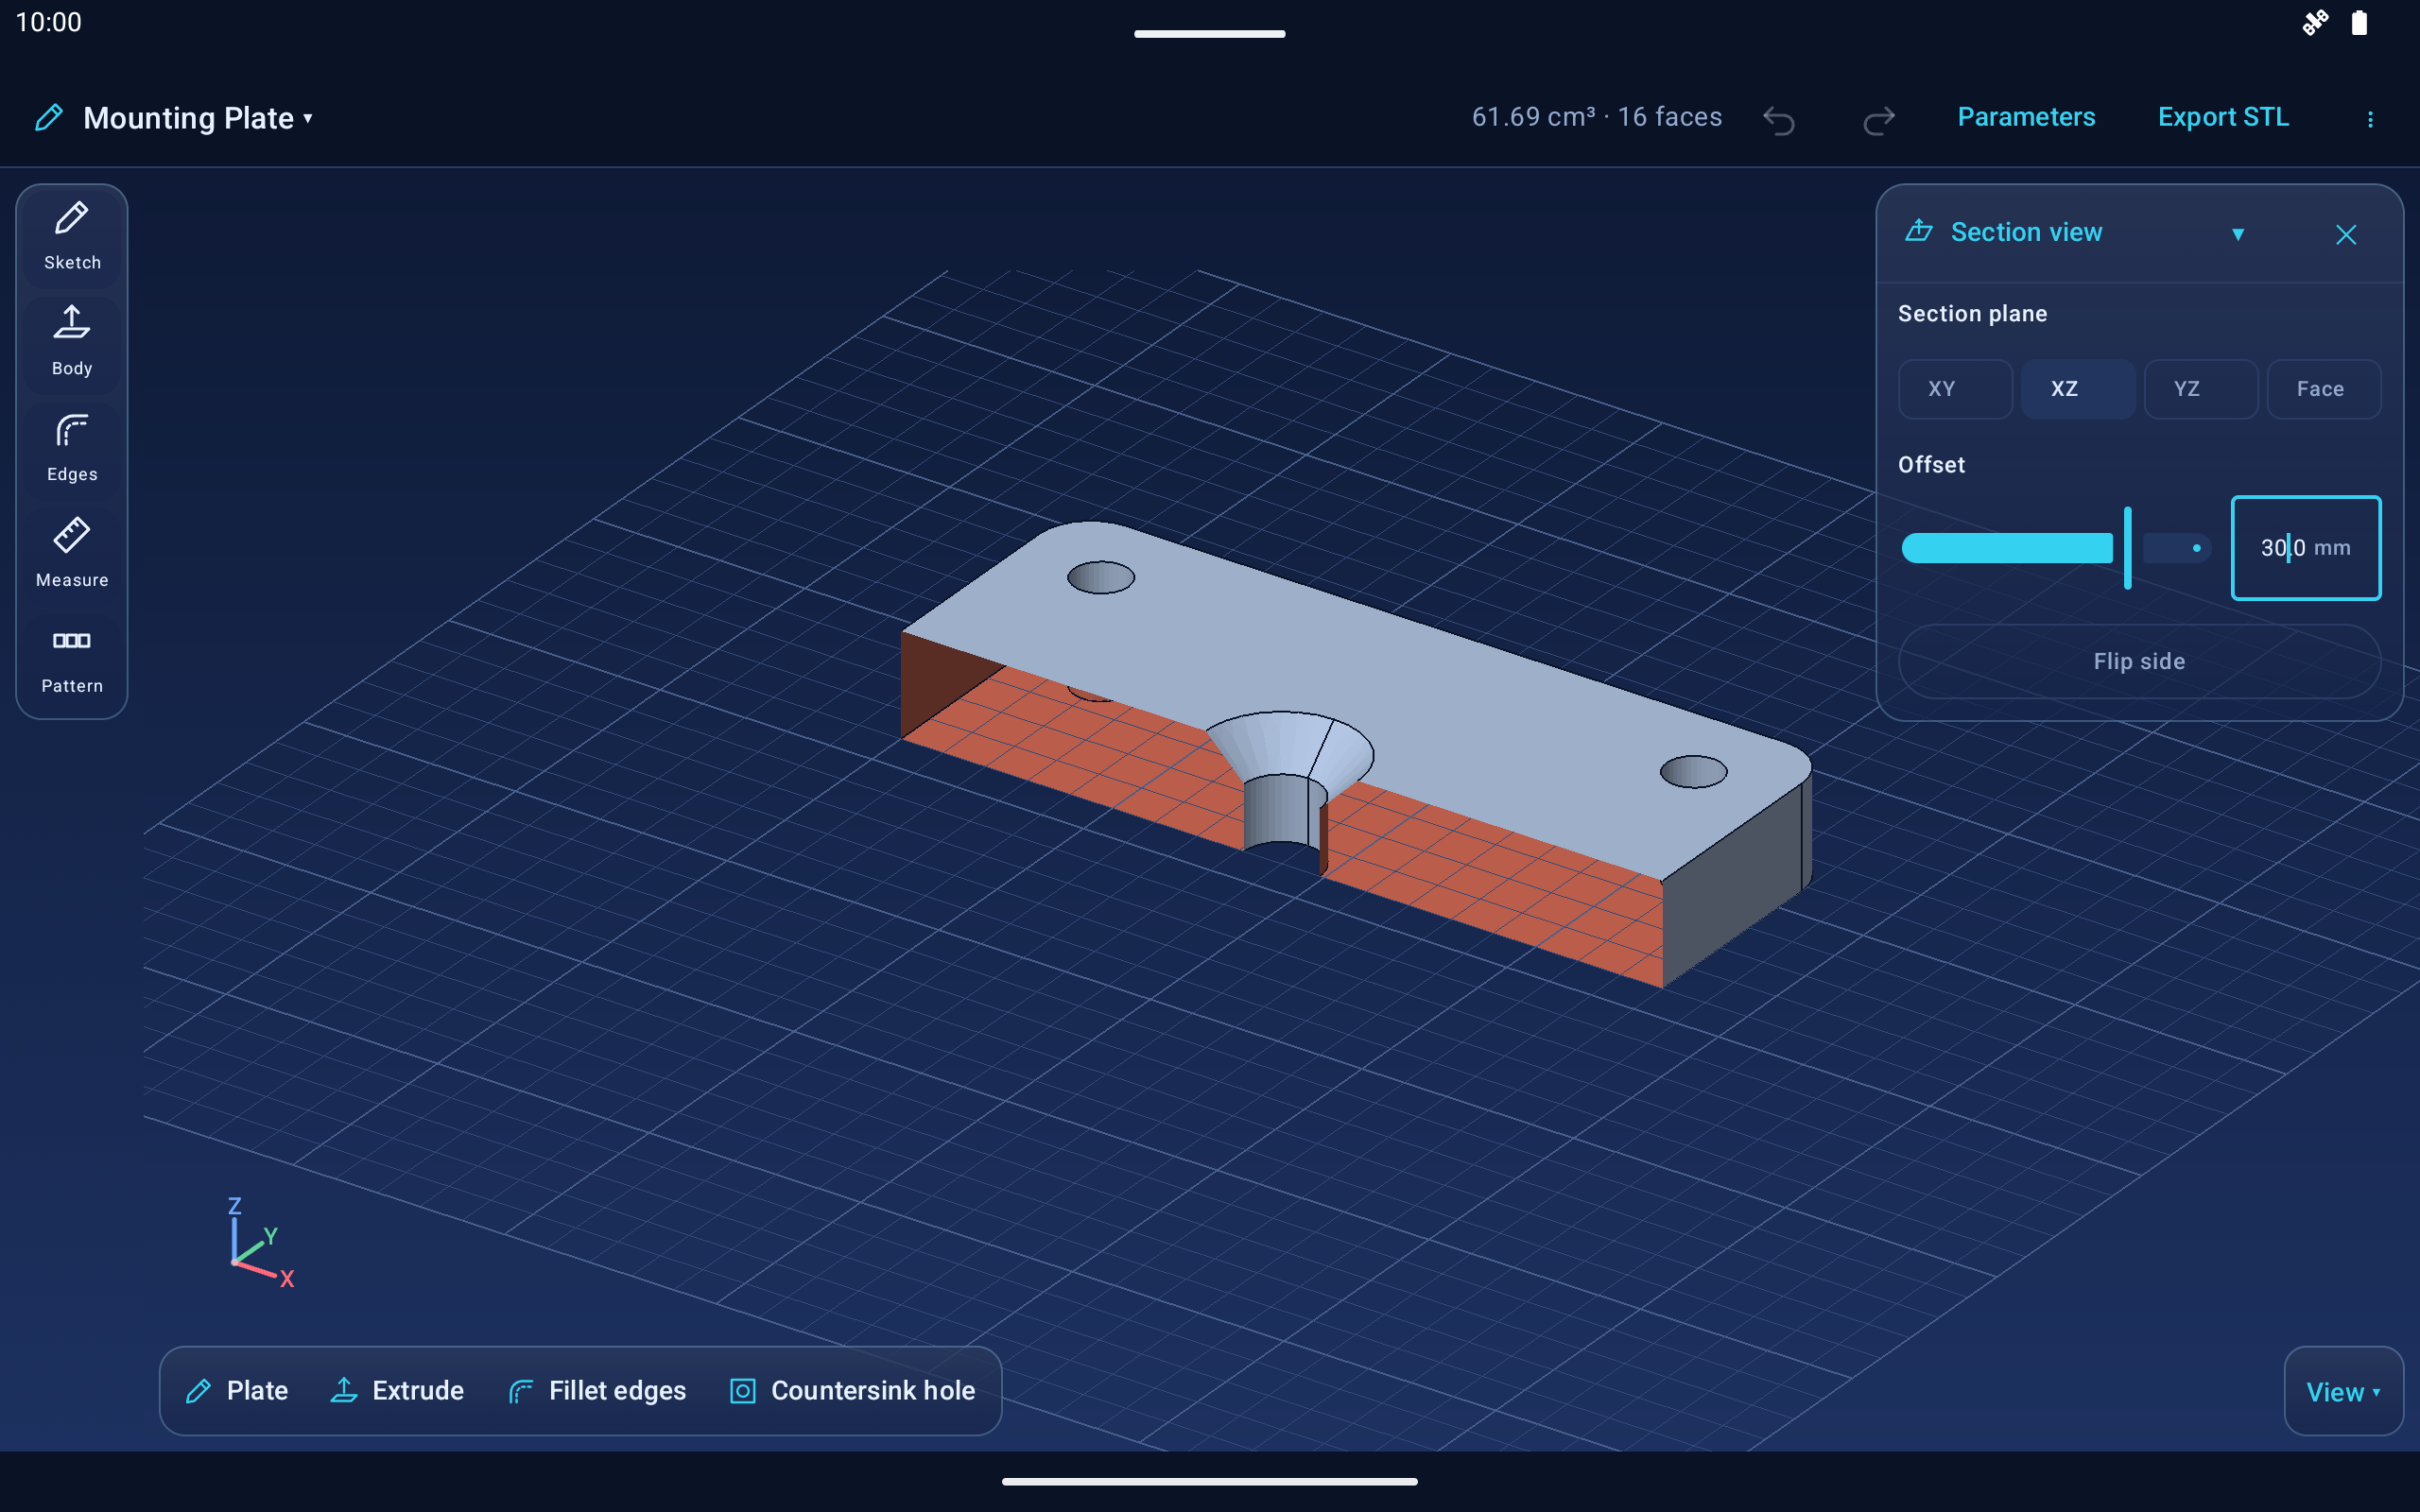 10:00
Mounting Plate ▾
61.69 cm³ · 16 faces
Parameters
Export STL
Sketch
Body
Edges
Measure
Pattern
Section view
Section plane
XY
XZ
YZ
Face
Offset
30.0 mm
Flip side
Z
Y
X
Plate
Extrude
Fillet edges
Countersink hole
View ▾